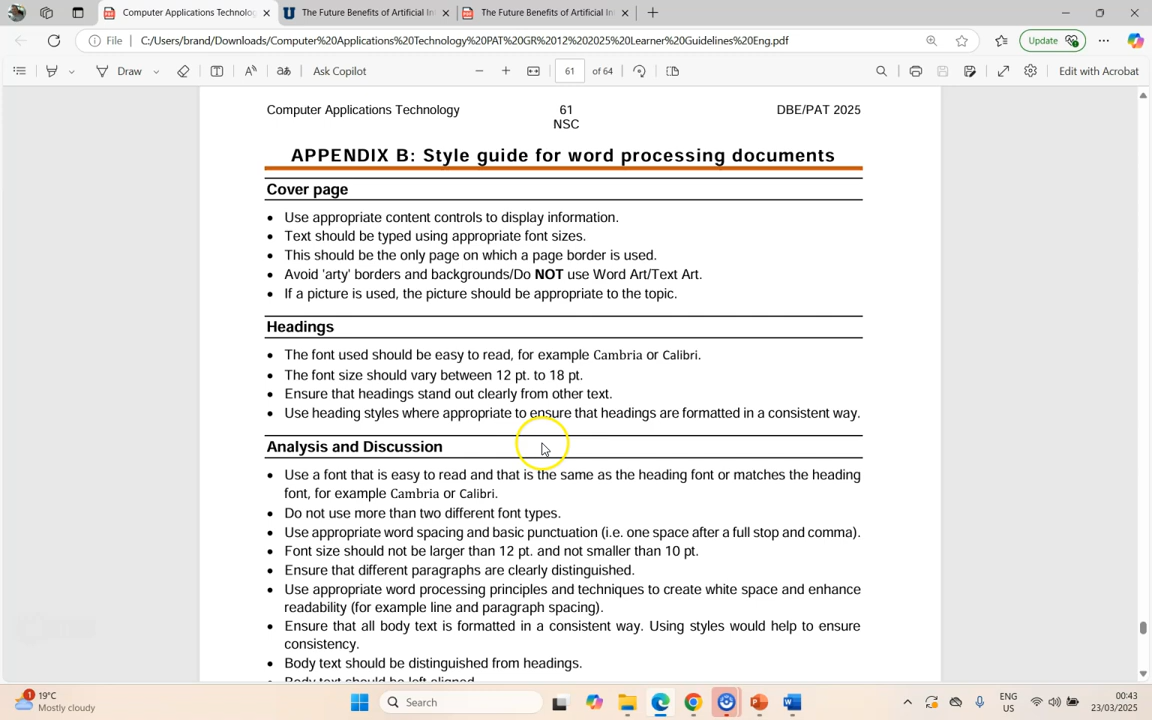 Computer Applications Technolog
The Future Benefits of Artificial In
The Future Benefits of Artificial In
File
C:/Users/brand/Downloads/Computer%20Applications%20Technology%20PAT%20GR%2012%202025%20Learner%20Guidelines%20Eng.pdf
Update
Draw
Ask Copilot
61
of 64
Edit with Acrobat
Computer Applications Technology
61
DBE/PAT 2025
NSC
APPENDIX B: Style guide for word processing documents
Cover page
• Use appropriate content controls to display information.
• Text should be typed using appropriate font sizes.
• This should be the only page on which a page border is used.
• Avoid 'arty' borders and backgrounds/Do NOT use Word Art/Text Art.
• If a picture is used, the picture should be appropriate to the topic.
Headings
• The font used should be easy to read, for example Cambria or Calibri.
• The font size should vary between 12 pt. to 18 pt.
• Ensure that headings stand out clearly from other text.
• Use heading styles where appropriate to ensure that headings are formatted in a consistent way.
Analysis and Discussion
• Use a font that is easy to read and that is the same as the heading font or matches the heading
font, for example Cambria or Calibri.
• Do not use more than two different font types.
• Use appropriate word spacing and basic punctuation (i.e. one space after a full stop and comma).
• Font size should not be larger than 12 pt. and not smaller than 10 pt.
• Ensure that different paragraphs are clearly distinguished.
• Use appropriate word processing principles and techniques to create white space and enhance
readability (for example line and paragraph spacing).
• Ensure that all body text is formatted in a consistent way. Using styles would help to ensure
consistency.
• Body text should be distinguished from headings.
• Body text should be left aligned.
19°C
Mostly cloudy
Search
ENG
US
00:43
23/03/2025